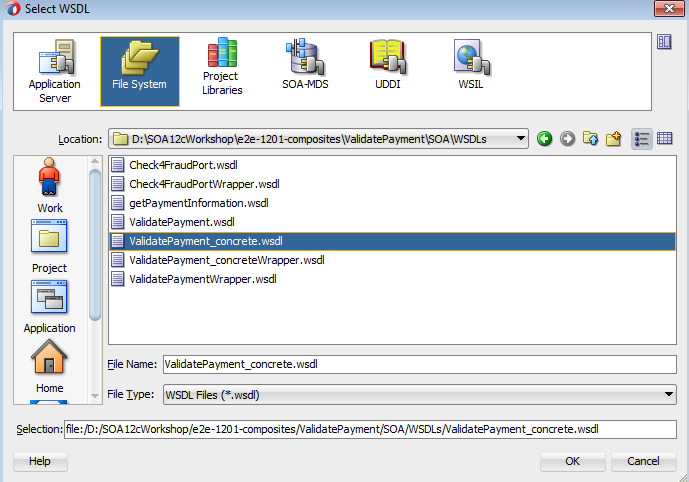 Select WSDL
Application Server
File System
Project Libraries
SOA-MDS
UDDI
WSIL
Location: D:\SOA12cWorkshop\e2e-1201-composites\ValidatePayment\SOA\WSDLs
Work
Project
Application
Home
Check4FraudPort.wsdl
Check4FraudPortWrapper.wsdl
getPaymentInformation.wsdl
ValidatePayment.wsdl
ValidatePayment_concrete.wsdl
ValidatePayment_concreteWrapper.wsdl
ValidatePaymentWrapper.wsdl
File Name: ValidatePayment_concrete.wsdl
File Type: WSDL Files (*.wsdl)
Selection: file:/D:/SOA12cWorkshop/e2e-1201-composites/ValidatePayment/SOA/WSDLs/ValidatePayment_concrete.wsdl
Help
OK
Cancel